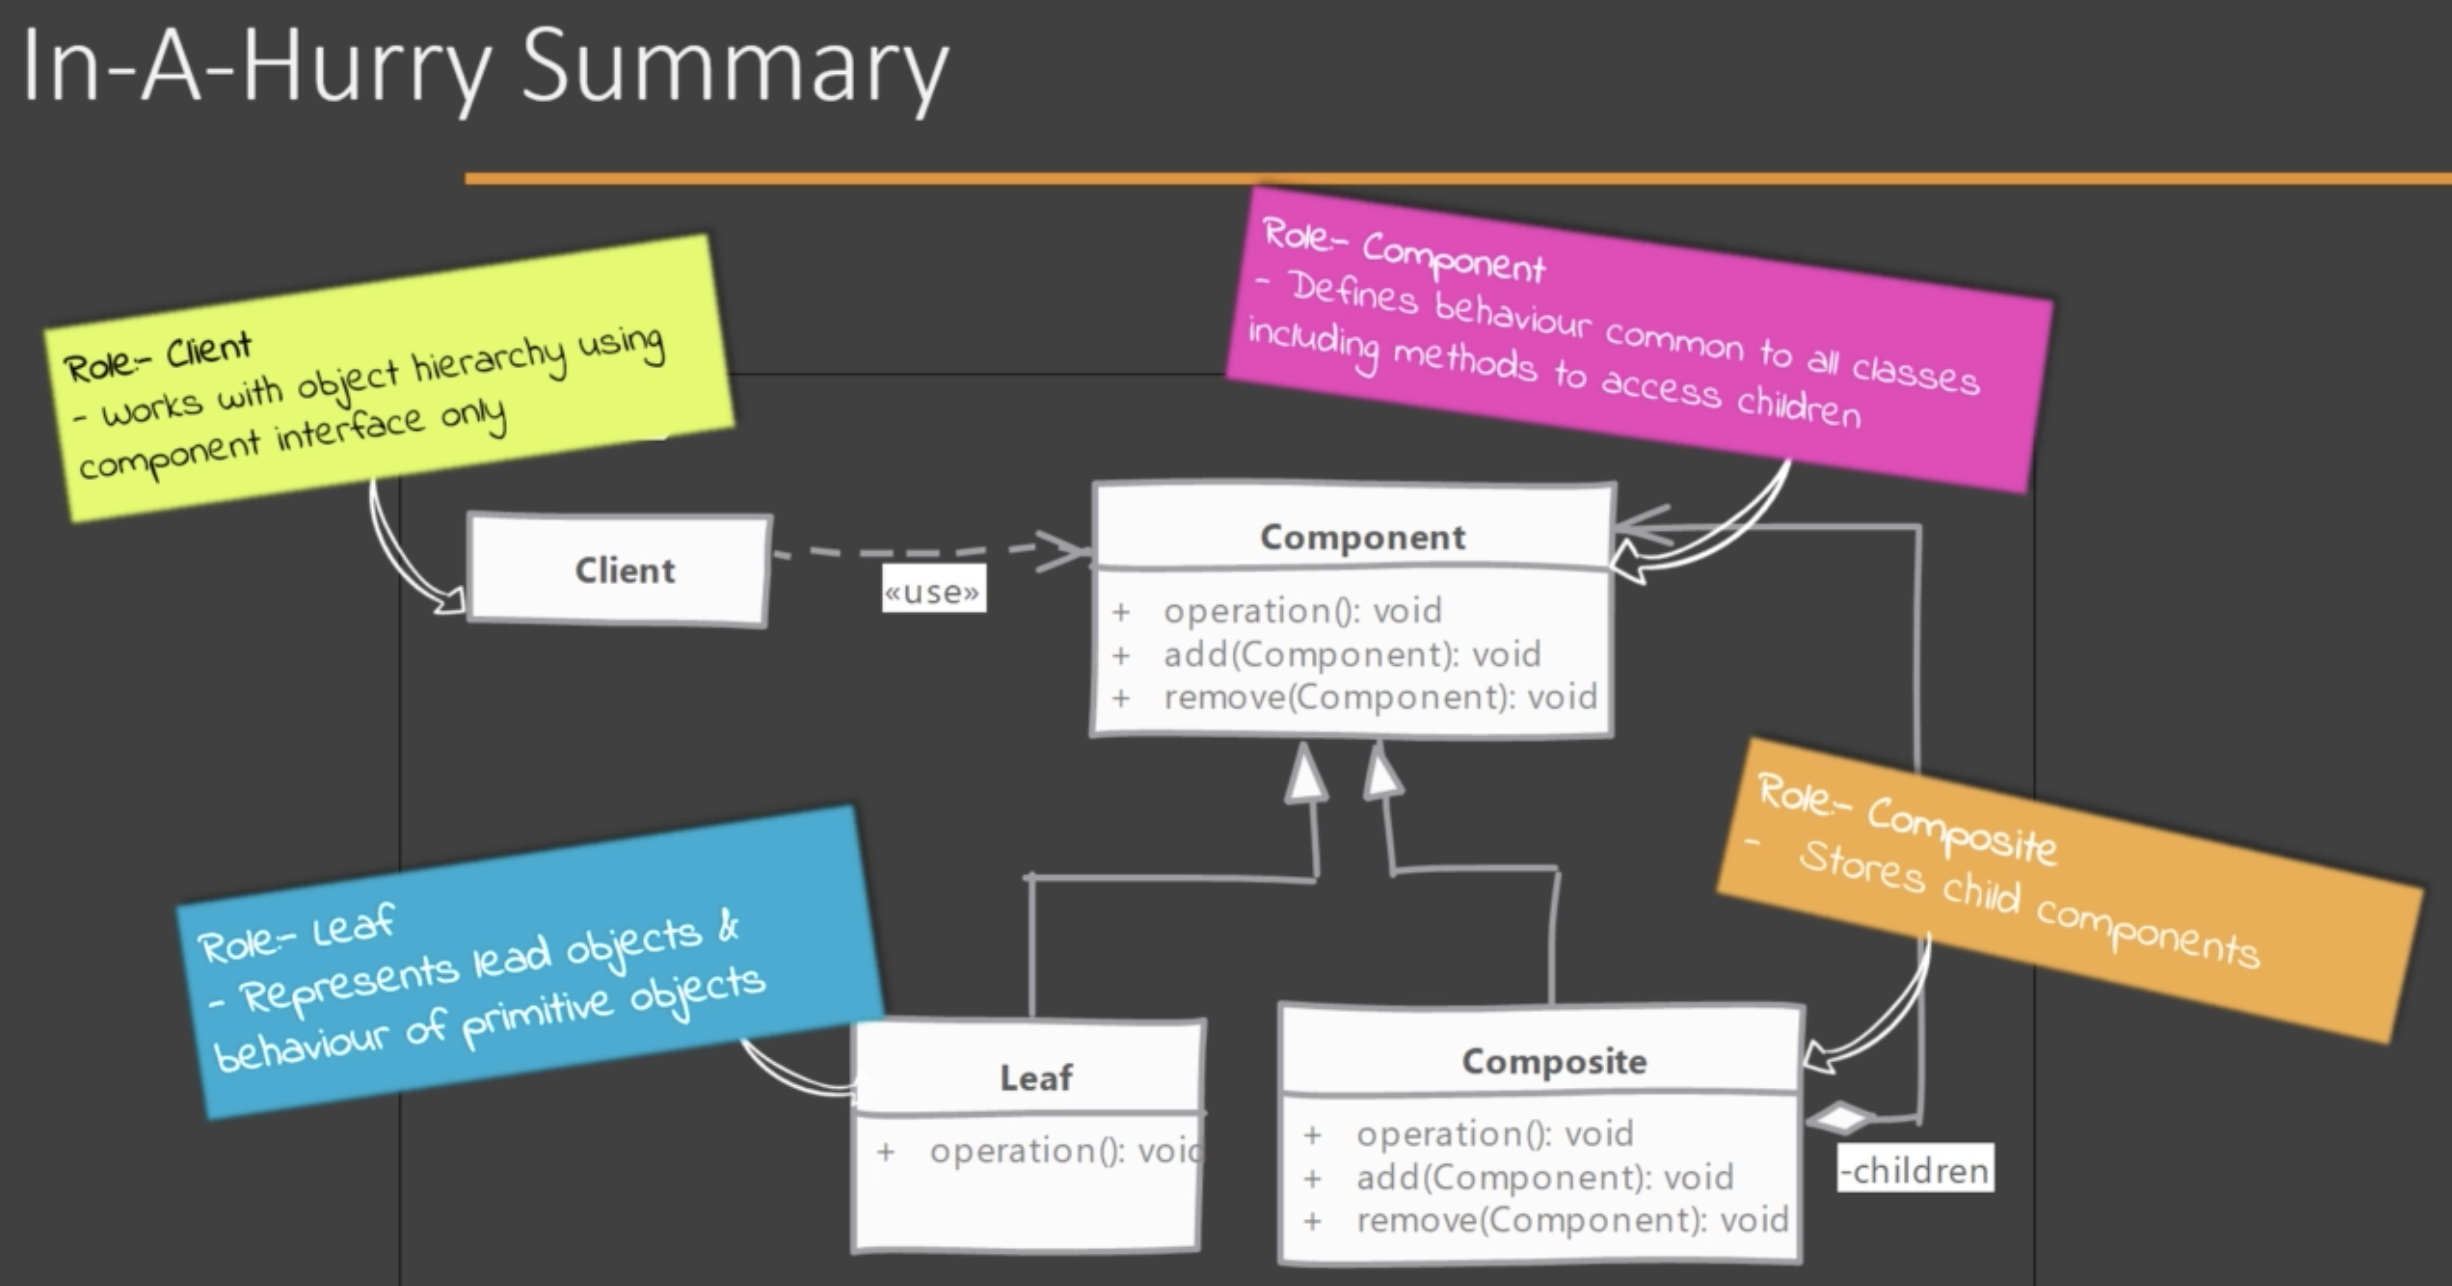 In-A-Hurry Summary
Role:- Client
- Works with object hierarchy using
component interface only
Role:- Component
- Defines behaviour common to all classes
including methods to access children
Client
«use»
Component
+ operation(): void
+ add(Component): void
+ remove(Component): void
Role:- Leaf
- Represents lead objects &
behaviour of primitive objects
Role:- Composite
- Stores child components
Leaf
+ operation(): void
Composite
+ operation(): void
+ add(Component): void
+ remove(Component): void
-children